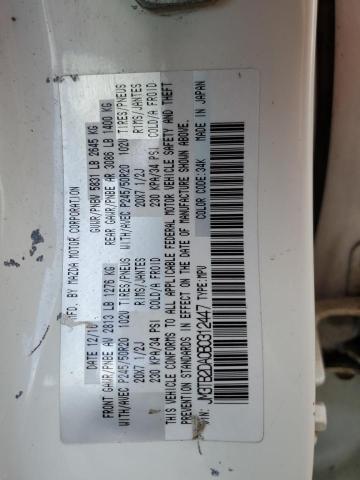 MFD. BY MAZDA MOTOR CORPORATION
DATE 12/10 GVWR/PNBV 5831 LB 2645 KG
FRONT GAWR/PNBE AV 2813 LB 1276 KG REAR GAWR/PNBE AR 3086 LB 1400 KG
WITH/AVEC P245/50R20 102V TIRES/PNEUS WITH/AVEC P245/50R20 102V TIRES/PNEUS
20X7 1/2J RIMS/JANTES 20X7 1/2J RIMS/JANTES
230 KPA/34 PSI COLD/A FROID 230 KPA/34 PSI COLD/A FROID
THIS VEHICLE CONFORMS TO ALL APPLICABLE FEDERAL MOTOR VEHICLE SAFETY AND THEFT
PREVENTION STANDARDS IN EFFECT ON THE DATE OF MANUFACTURE SHOWN ABOVE.
VIN: JM3TB2DA0B0312447 TYPE: MPV COLOR CODE: 34K MADE IN JAPAN